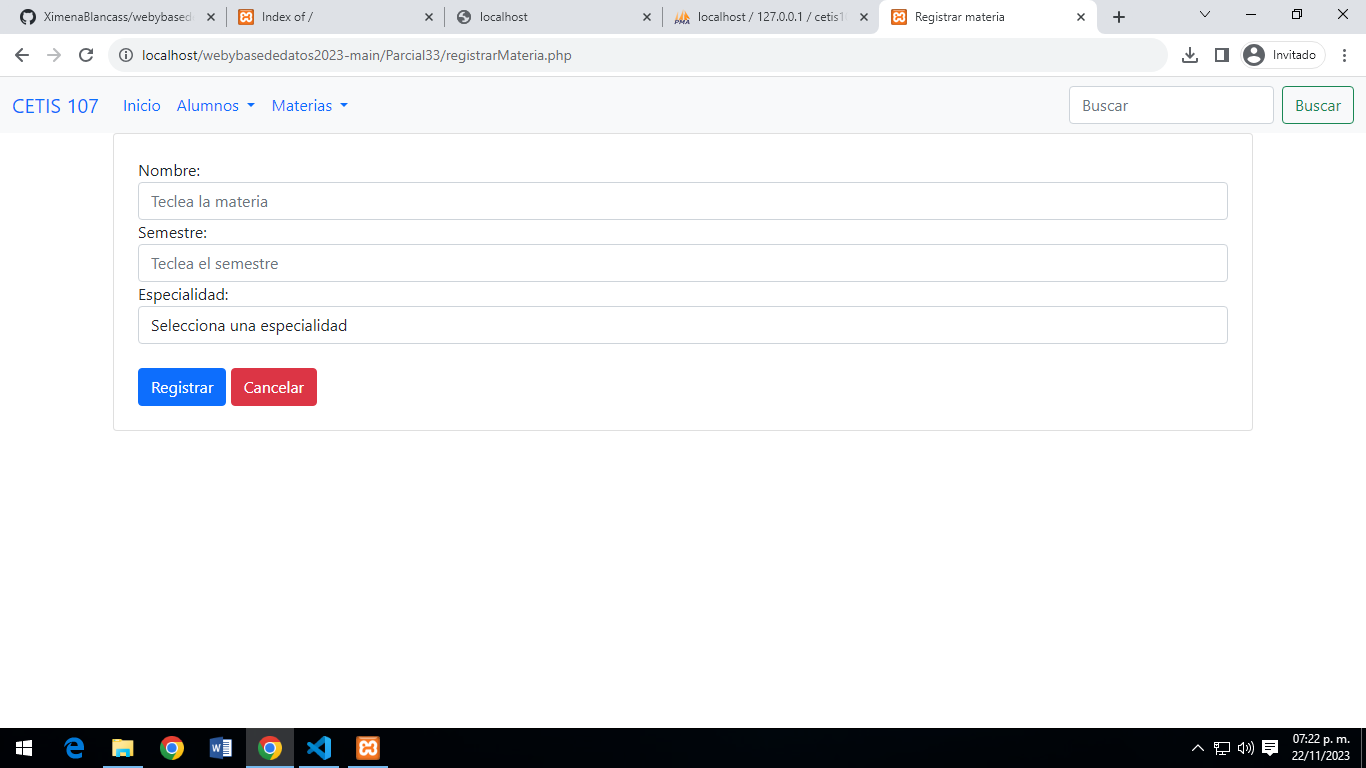 XimenaBlancass/webybased
Index of /
localhost
localhost / 127.0.0.1 / cetis10
Registrar materia
localhost/webybasededatos2023-main/Parcial33/registrarMateria.php
Invitado
CETIS 107 Inicio Alumnos Materias Buscar Buscar
Nombre:
Teclea la materia
Semestre:
Teclea el semestre
Especialidad:
Selecciona una especialidad
Registrar Cancelar
07:22 p. m.
22/11/2023